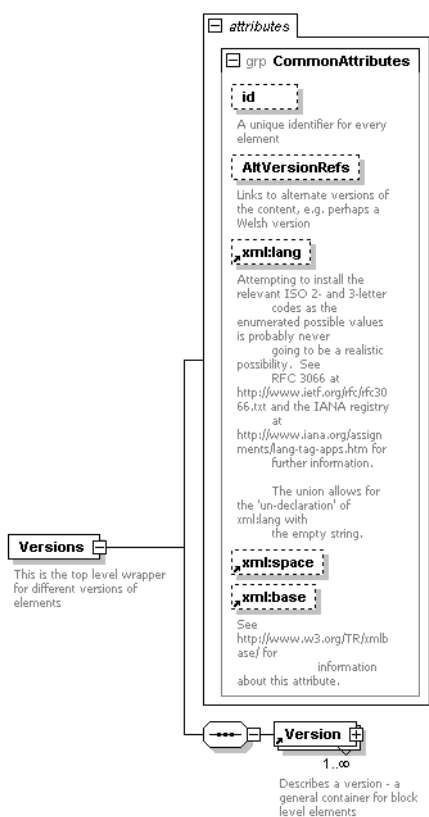 attributes
grp CommonAttributes
id
A unique identifier for every
element
AltVersionRefs
Links to alternate versions of
the content, e.g. perhaps a
Welsh version
xml:lang
Attempting to install the
relevant ISO 2- and 3-letter
codes as the
enumerated possible values
is probably never
going to be a realistic
possibility. See
RFC 3066 at
http://www.ietf.org/rfc/rfc30
66.txt and the IANA registry
at
http://www.iana.org/assign
ments/lang-tag-apps.htm for
further information.
The union allows for
the 'un-declaration' of
xml:lang with
the empty string.
xml:space
xml:base
See
http://www.w3.org/TR/xmlb
ase/ for
information
about this attribute.
Versions
This is the top level wrapper
for different versions of
elements
Version
1..∞
Describes a version - a
general container for block
level elements